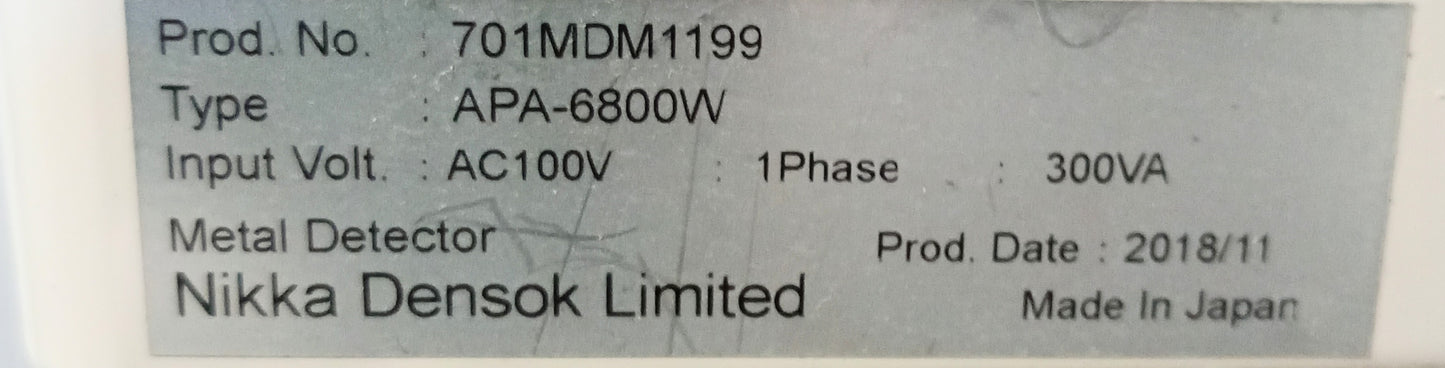 Prod. No. : 701MDM1199
Type : APA-6800W
Input Volt. : AC100V : 1Phase : 300VA
Metal Detector
Prod. Date : 2018/11
Nikka Densok Limited
Made In Japan